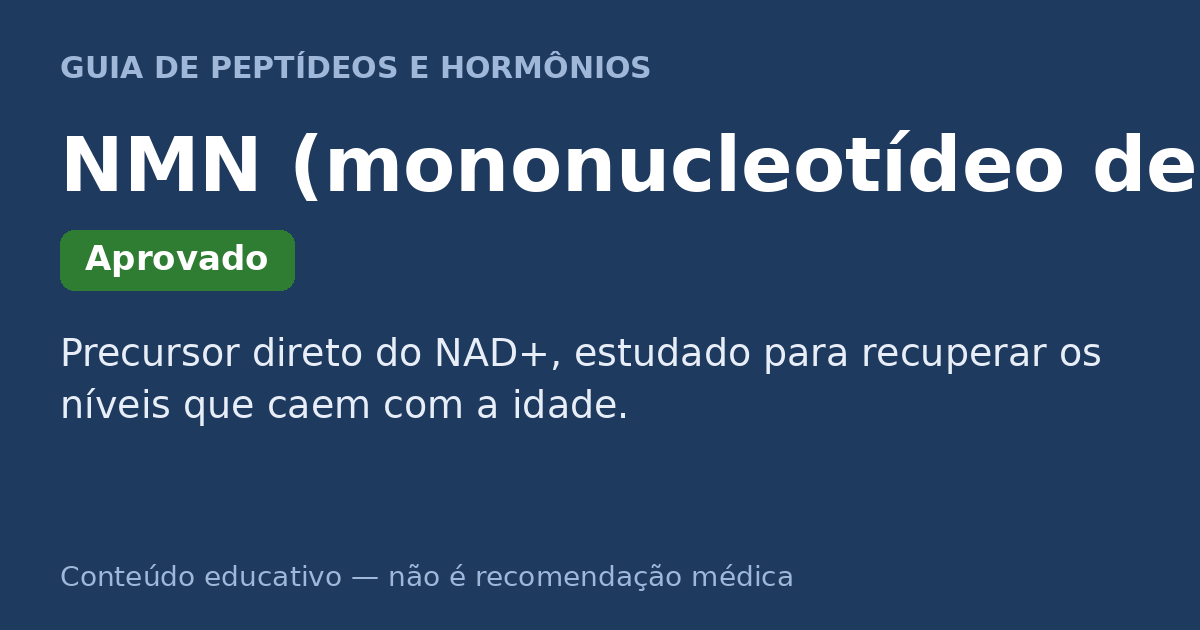 GUIA DE PEPTÍDEOS E HORMÔNIOS
NMN (mononucleotídeo de
Aprovado
Precursor direto do NAD+, estudado para recuperar os
níveis que caem com a idade.
Conteúdo educativo — não é recomendação médica